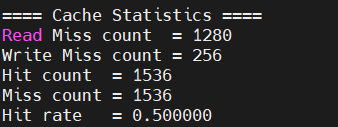 ==== Cache Statistics ====
Read Miss count  = 1280
Write Miss count = 256
Hit count  = 1536
Miss count = 1536
Hit rate   = 0.500000